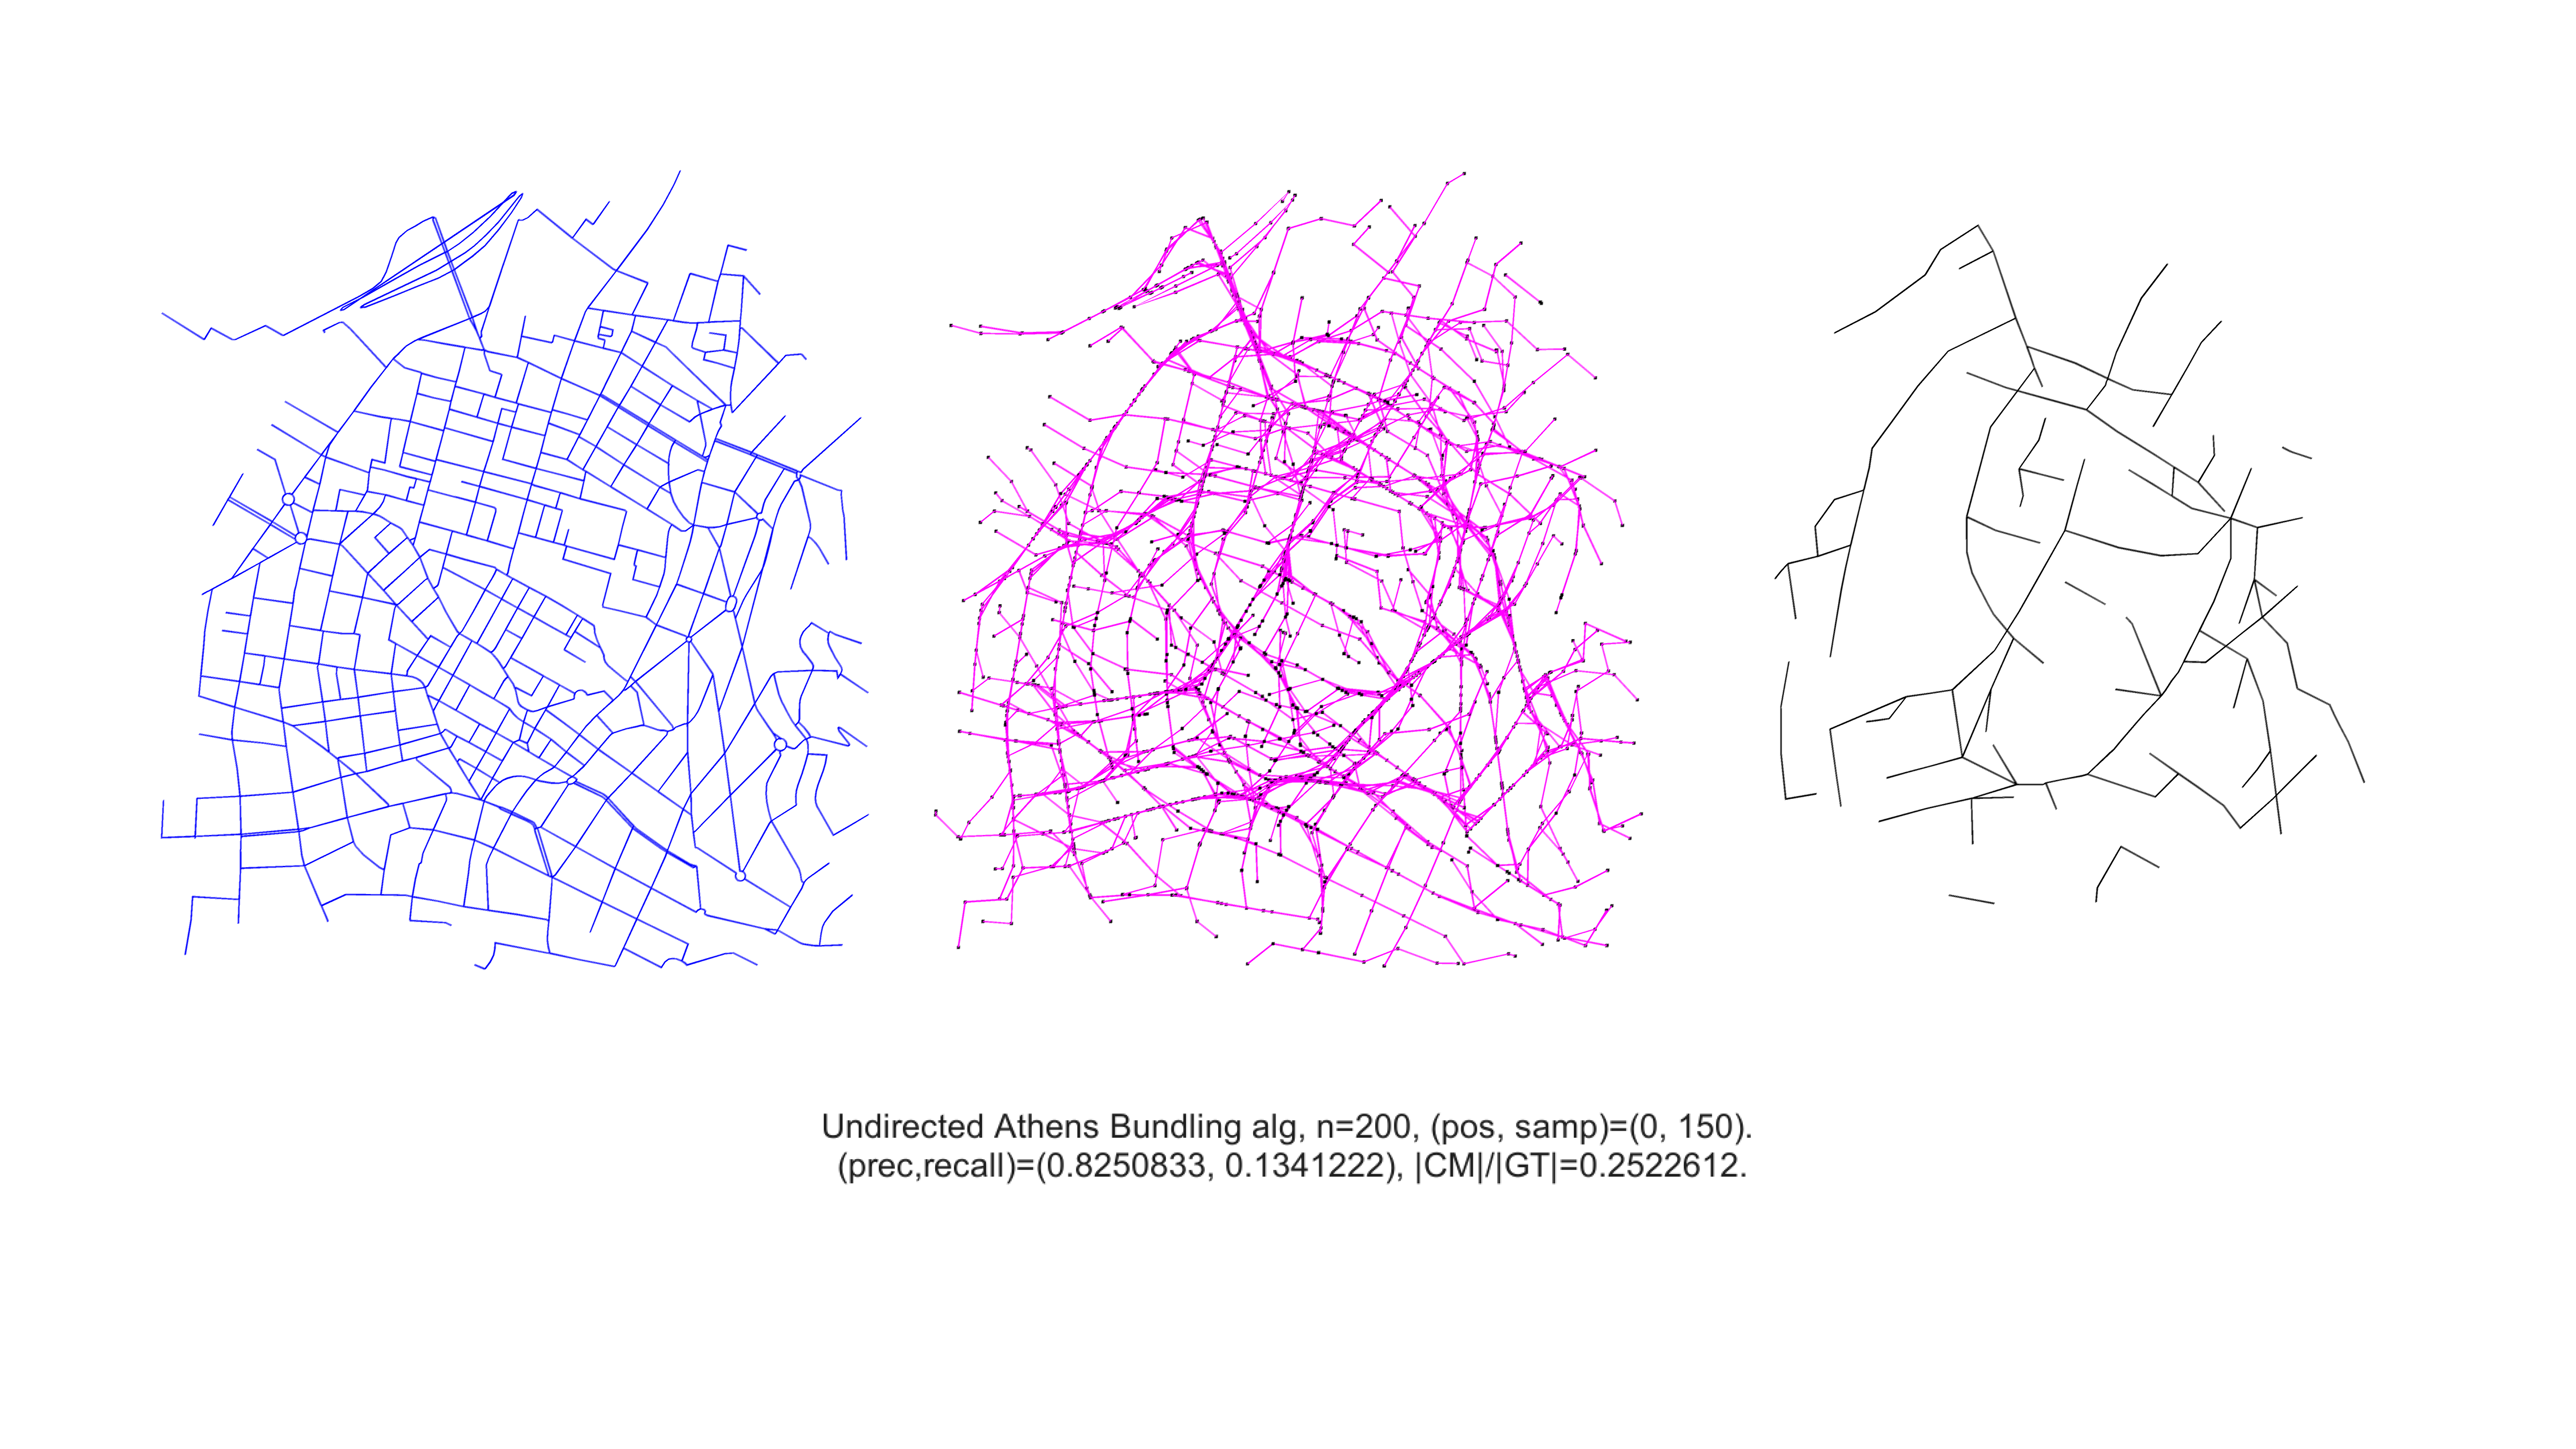 Undirected Athens Bundling alg, n=200, (pos, samp)=(0, 150).
(prec,recall)=(0.8250833, 0.1341222), |CM|/|GT|=0.2522612.